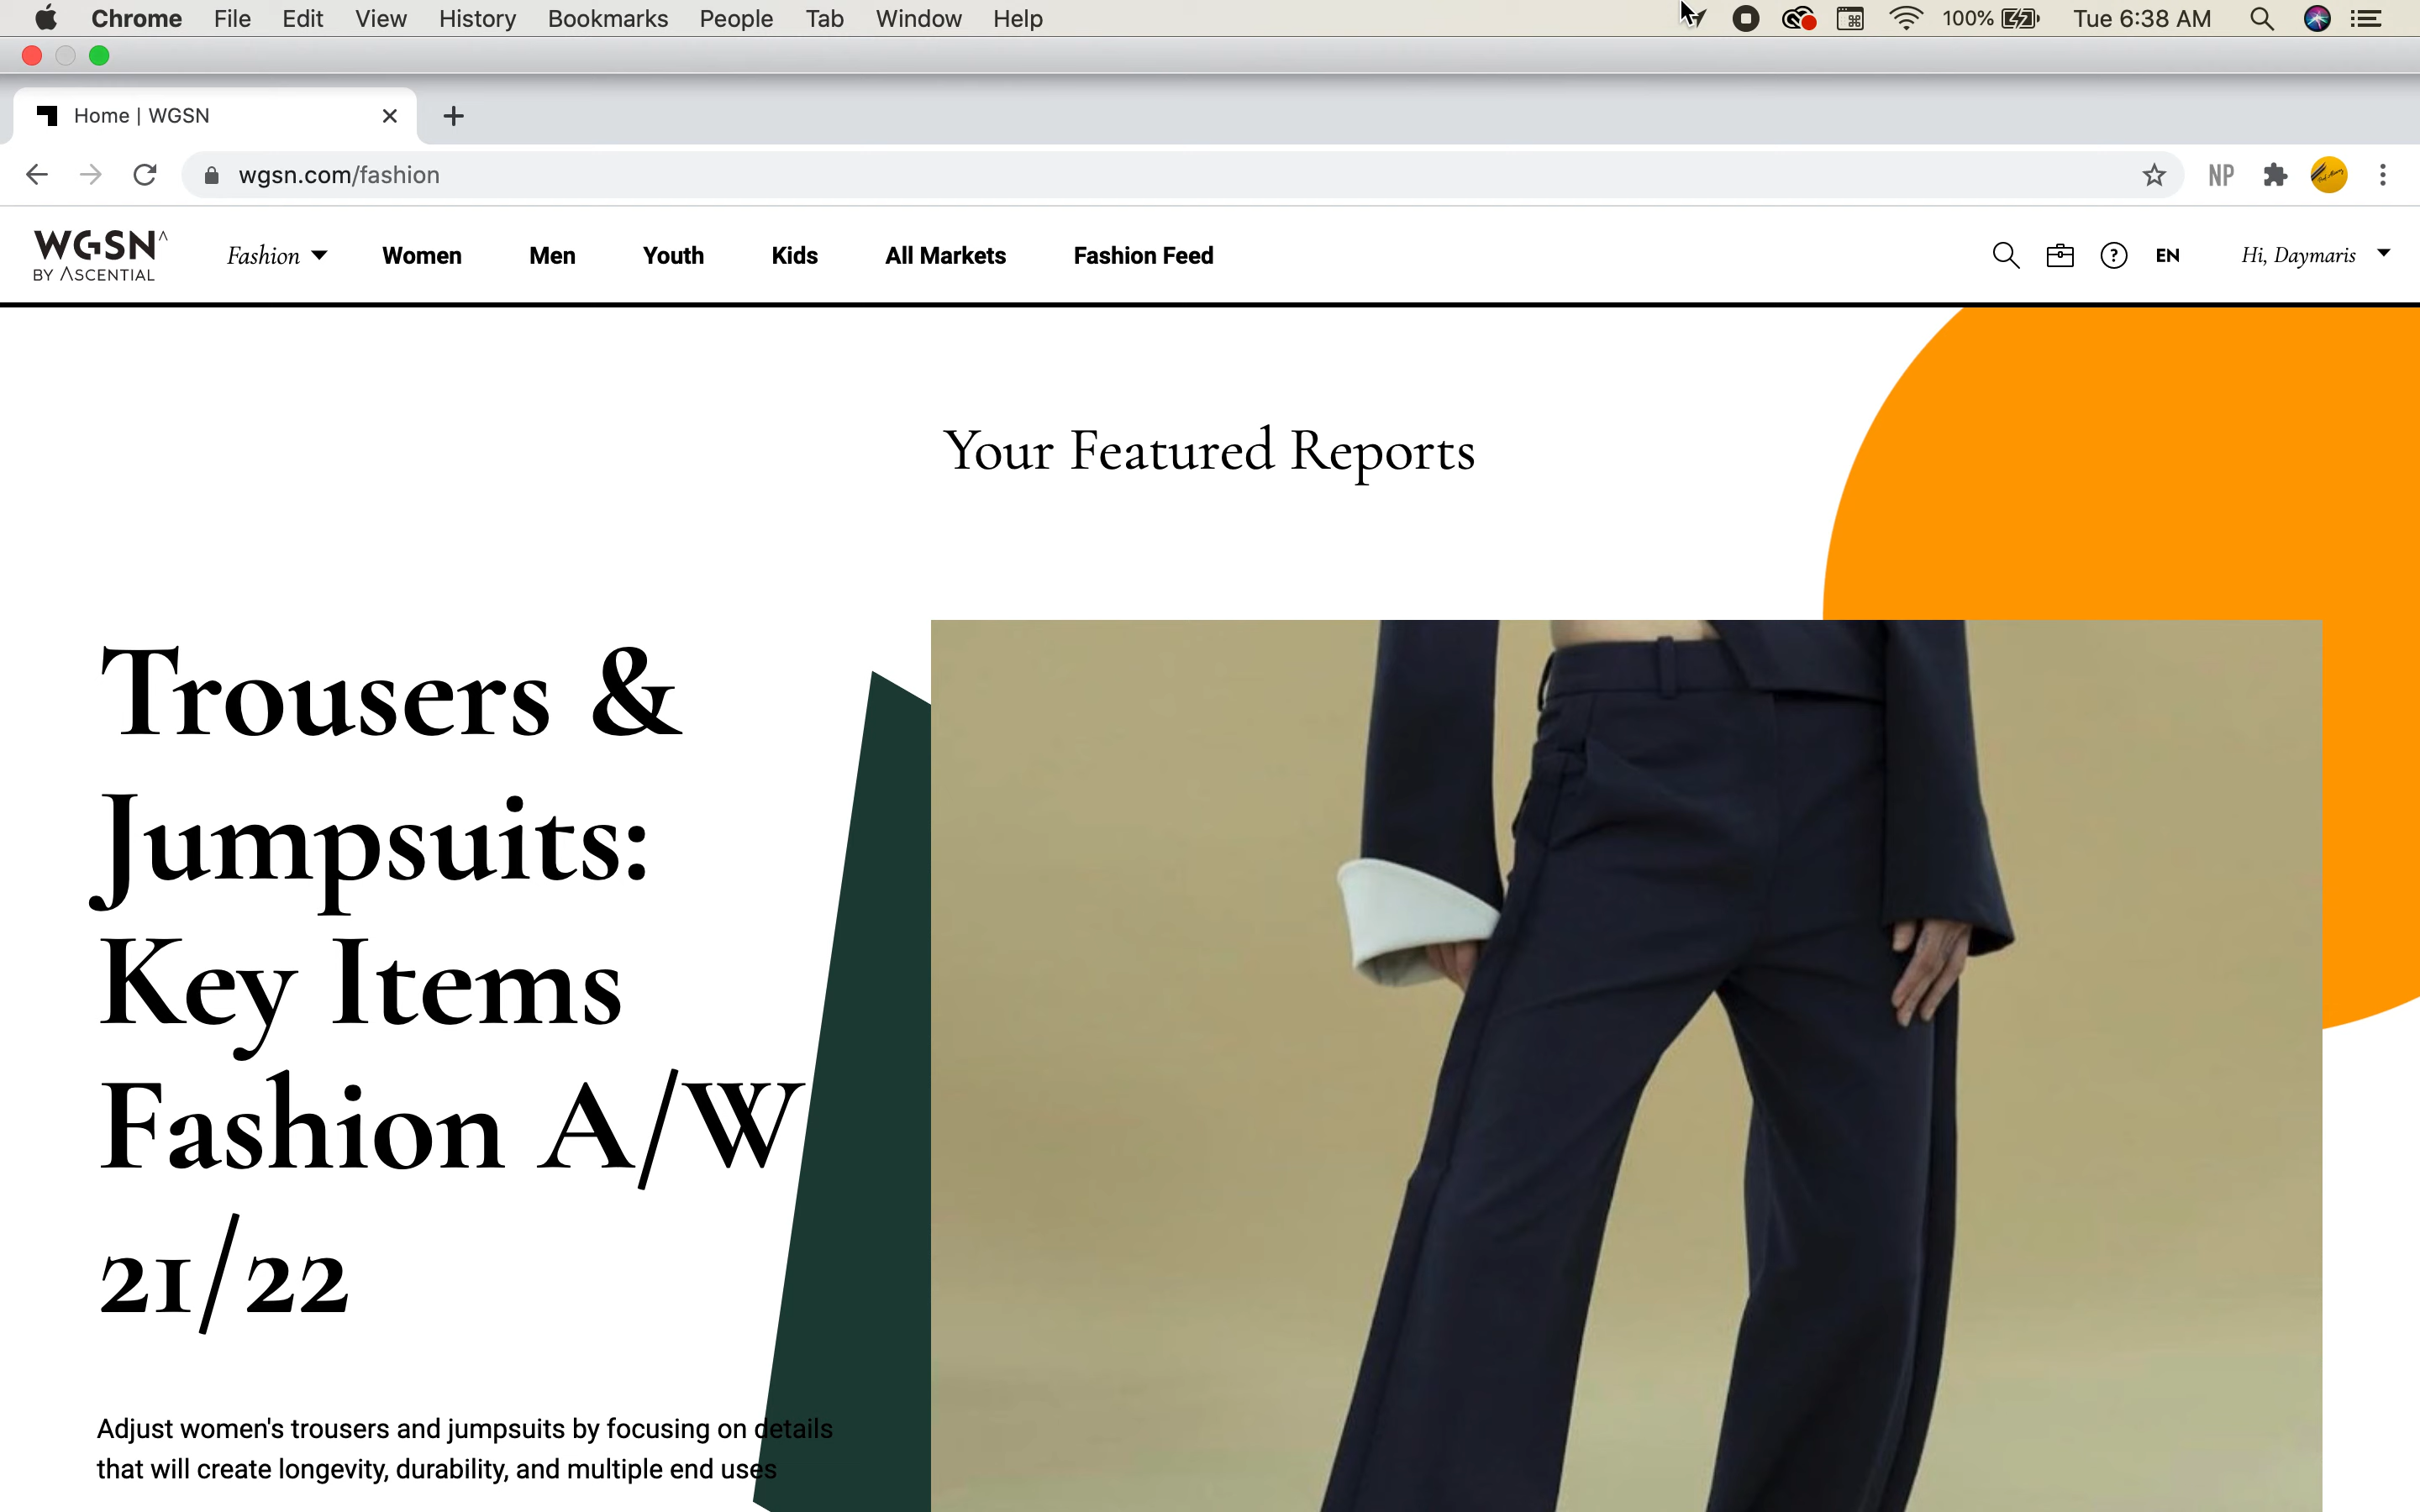 Chrome File Edit View History Bookmarks People Tab Window Help 100% Tue 6:38 AM
Home | WGSN
wgsn.com/fashion NP
WGSN^ Fashion Women Men Youth Kids All Markets Fashion Feed ? EN Hi, Daymaris
BY ASCENTIAL
Your Featured Reports
Trousers &
Jumpsuits:
Key Items
Fashion A/W
21/22
Adjust women's trousers and jumpsuits by focusing on details
that will create longevity, durability, and multiple end uses